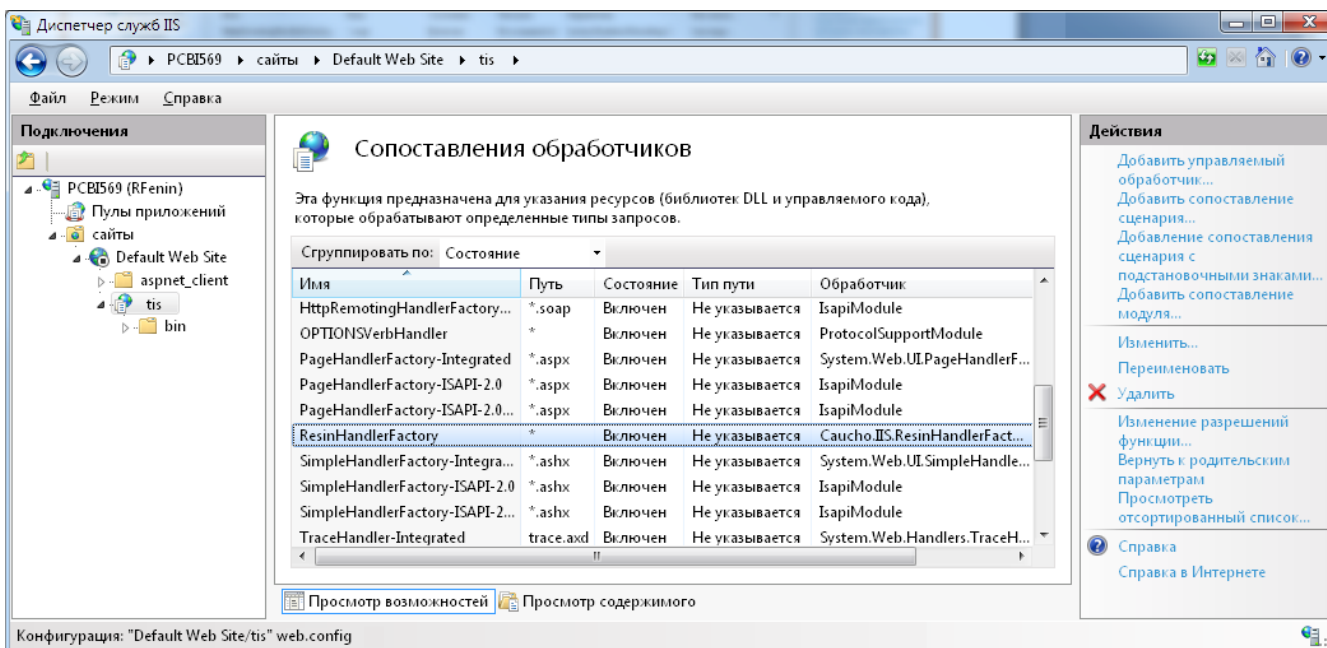 Диспетчер служб IIS
PCBI569 сайты Default Web Site tis
Файл Режим Справка
Подключения
PCBI569 (RFenin)
Пулы приложений
сайты
Default Web Site
aspnet_client
tis
bin
Сопоставления обработчиков
Эта функция предназначена для указания ресурсов (библиотек DLL и управляемого кода),
которые обрабатывают определенные типы запросов.
Сгруппировать по: Состояние
Имя Путь Состояние Тип пути Обработчик
HttpRemotingHandlerFactory... *.soap Включен Не указывается IsapiModule
OPTIONSVerbHandler * Включен Не указывается ProtocolSupportModule
PageHandlerFactory-Integrated *.aspx Включен Не указывается System.Web.UI.PageHandlerF...
PageHandlerFactory-ISAPI-2.0 *.aspx Включен Не указывается IsapiModule
PageHandlerFactory-ISAPI-2.0... *.aspx Включен Не указывается IsapiModule
ResinHandlerFactory * Включен Не указывается Caucho.IIS.ResinHandlerFact...
SimpleHandlerFactory-Integra... *.ashx Включен Не указывается System.Web.UI.SimpleHandle...
SimpleHandlerFactory-ISAPI-2.0 *.ashx Включен Не указывается IsapiModule
SimpleHandlerFactory-ISAPI-2... *.ashx Включен Не указывается IsapiModule
TraceHandler-Integrated trace.axd Включен Не указывается System.Web.Handlers.TraceH...
Просмотр возможностей Просмотр содержимого
Действия
Добавить управляемый
обработчик...
Добавить сопоставление
сценария...
Добавление сопоставления
сценария с
подстановочными знаками...
Добавить сопоставление
модуля...
Изменить...
Переименовать
Удалить
Изменение разрешений
функции...
Вернуть к родительским
параметрам
Просмотреть
отсортированный список...
Справка
Справка в Интернете
Конфигурация: "Default Web Site/tis" web.config